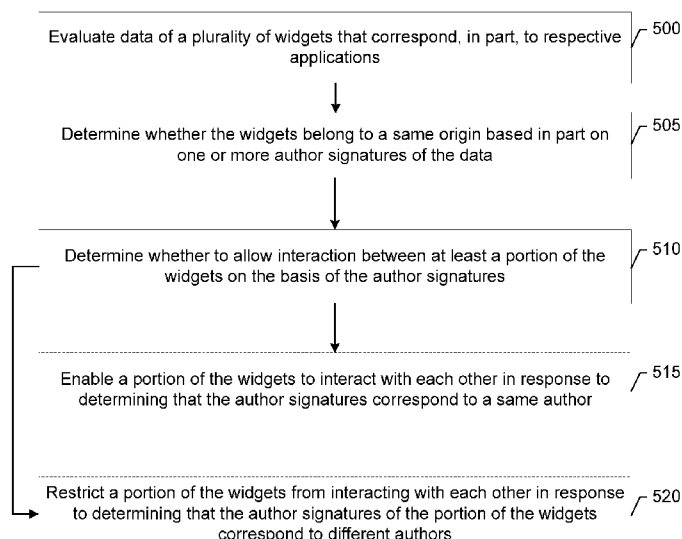 Evaluate data of a plurality of widgets that correspond, in part, to respective
applications
500
Determine whether the widgets belong to a same origin based in part on
one or more author signatures of the data
505
Determine whether to allow interaction between at least a portion of the
widgets on the basis of the author signatures
510
Enable a portion of the widgets to interact with each other in response to
determining that the author signatures correspond to a same author
515
Restrict a portion of the widgets from interacting with each other in response
to determining that the author signatures of the portion of the widgets
correspond to different authors
520